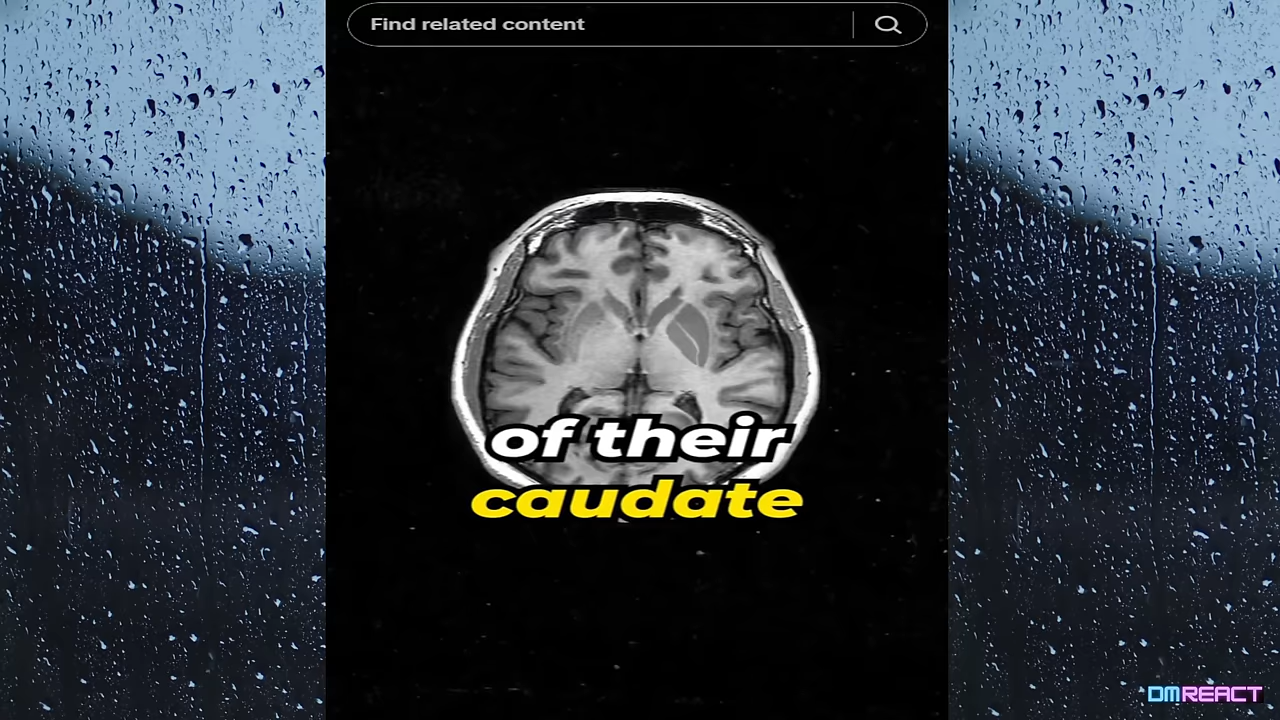 Find related content
of their
caudate
DMREACT